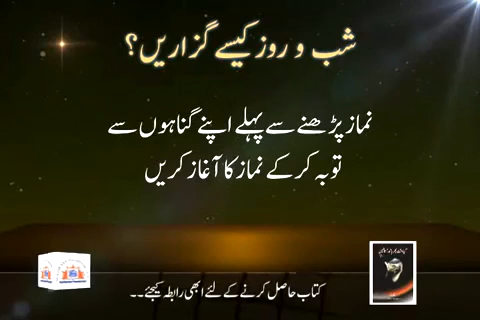 شب و روز کیسے گزاریں؟
نماز پڑھنے سے پہلے اپنے گناہوں سے
توبہ کر کے نماز کا آغاز کریں
کتاب حاصل کرنے کے لئے ابھی رابطہ کیجئے۔۔